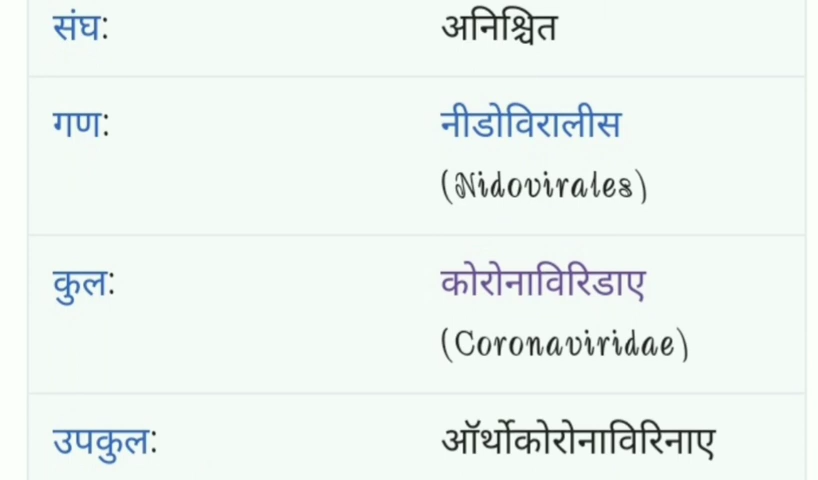 संघ: अनिश्चित
गण: नीडोविरालीस
(Nidovirales)
कुल: कोरोनाविरिडाए
(Coronaviridae)
उपकुल: ऑर्थोकोरोनाविरिनाए